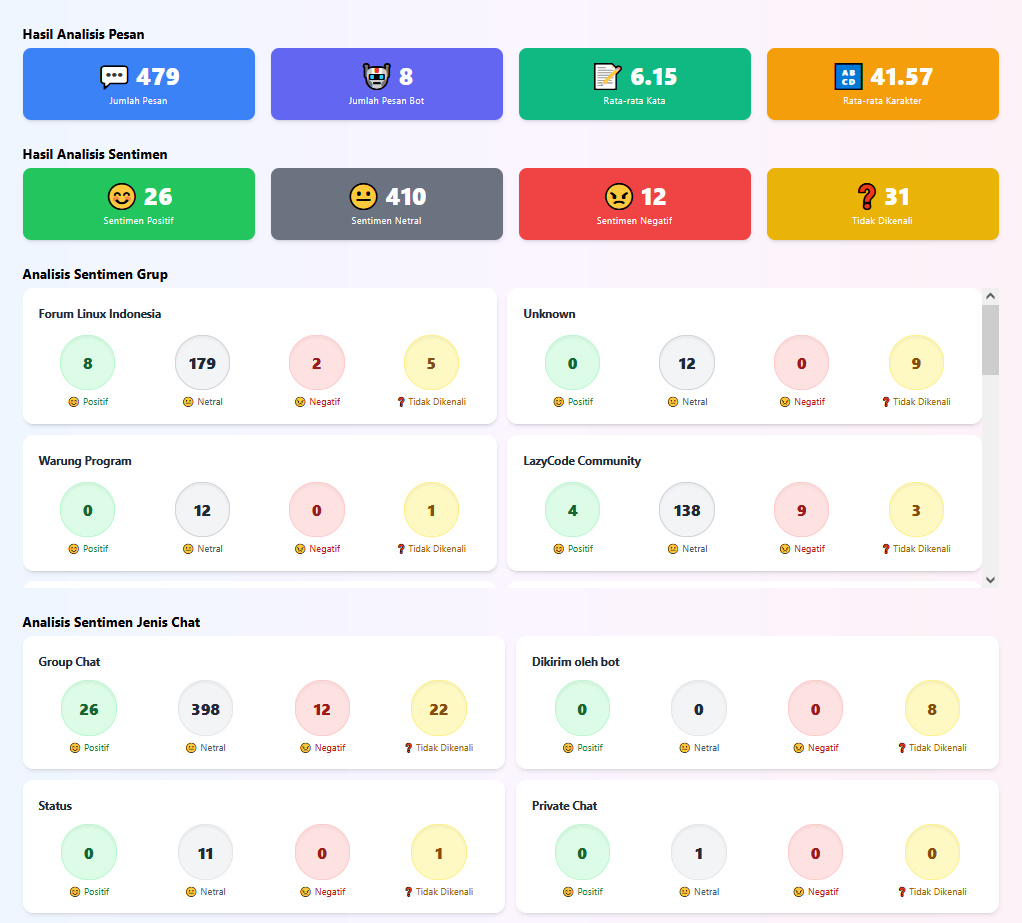 Hasil Analisis Pesan
💬 479
Jumlah Pesan
🤖 8
Jumlah Pesan Bot
📝 6.15
Rata-rata Kata
🔠 41.57
Rata-rata Karakter
Hasil Analisis Sentimen
😊 26
Sentimen Positif
😐 410
Sentimen Netral
😠 12
Sentimen Negatif
❓ 31
Tidak Dikenali
Analisis Sentimen Grup
Forum Linux Indonesia
8
179
2
5
😊 Positif
😐 Netral
😠 Negatif
❓ Tidak Dikenali
Unknown
0
12
0
9
😊 Positif
😐 Netral
😠 Negatif
❓ Tidak Dikenali
Warung Program
0
12
0
1
😊 Positif
😐 Netral
😠 Negatif
❓ Tidak Dikenali
LazyCode Community
4
138
9
3
😊 Positif
😐 Netral
😠 Negatif
❓ Tidak Dikenali
Analisis Sentimen Jenis Chat
Group Chat
26
398
12
22
😊 Positif
😐 Netral
😠 Negatif
❓ Tidak Dikenali
Dikirim oleh bot
0
0
0
8
😊 Positif
😐 Netral
😠 Negatif
❓ Tidak Dikenali
Status
0
11
0
1
😊 Positif
😐 Netral
😠 Negatif
❓ Tidak Dikenali
Private Chat
0
1
0
0
😊 Positif
😐 Netral
😠 Negatif
❓ Tidak Dikenali